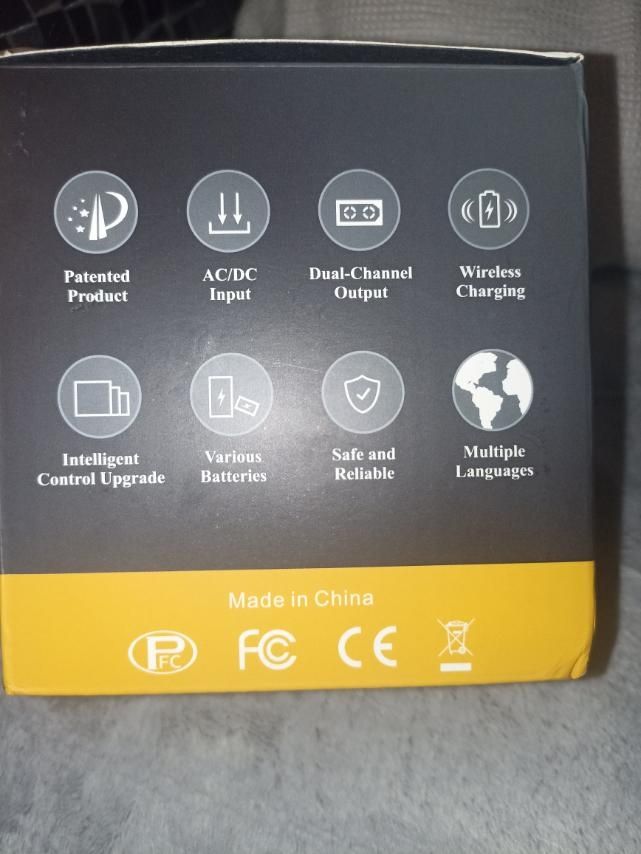 Patented
Product
AC/DC
Input
Dual-Channel
Output
Wireless
Charging
Intelligent
Control Upgrade
Various
Batteries
Safe and
Reliable
Multiple
Languages
Made in China
PFC FC CE